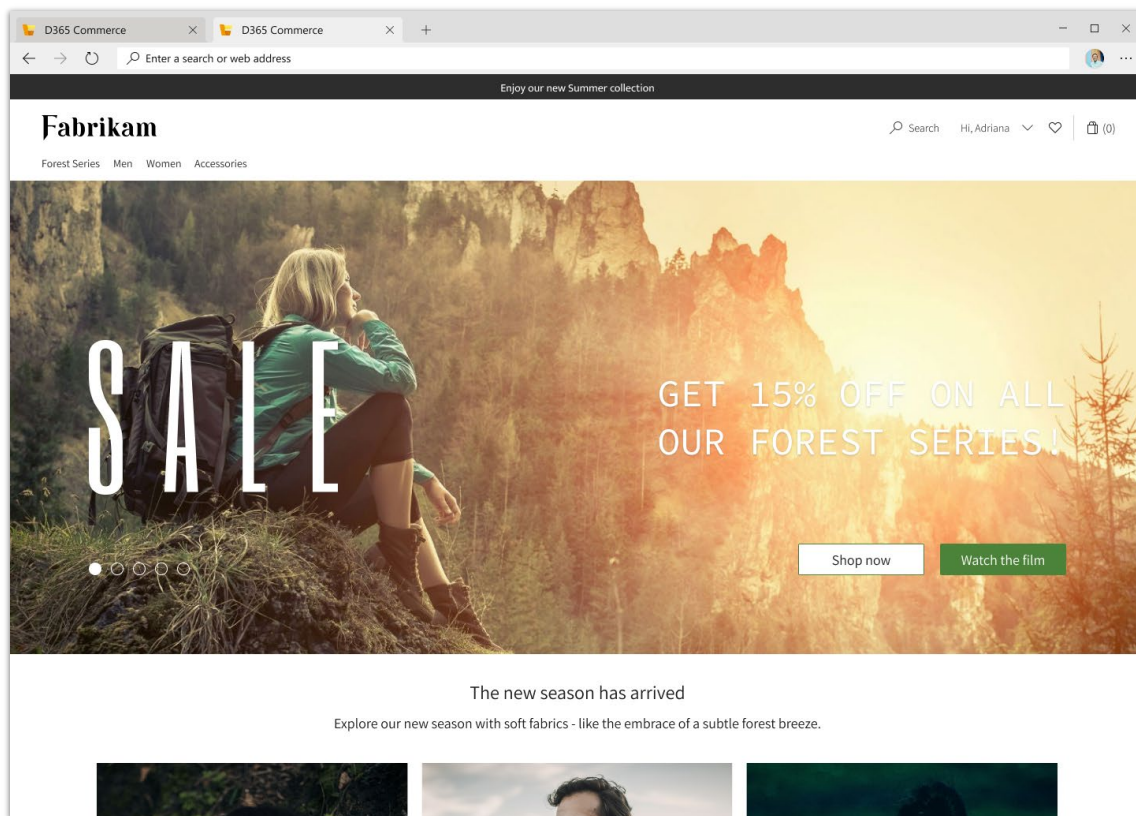 D365 Commerce
D365 Commerce
Enter a search or web address
Enjoy our new Summer collection
Fabrikam
Search Hi, Adriana (0)
Forest Series Men Women Accessories
SALE
GET 15% OFF ON ALL
OUR FOREST SERIES!
Shop now Watch the film
The new season has arrived
Explore our new season with soft fabrics - like the embrace of a subtle forest breeze.